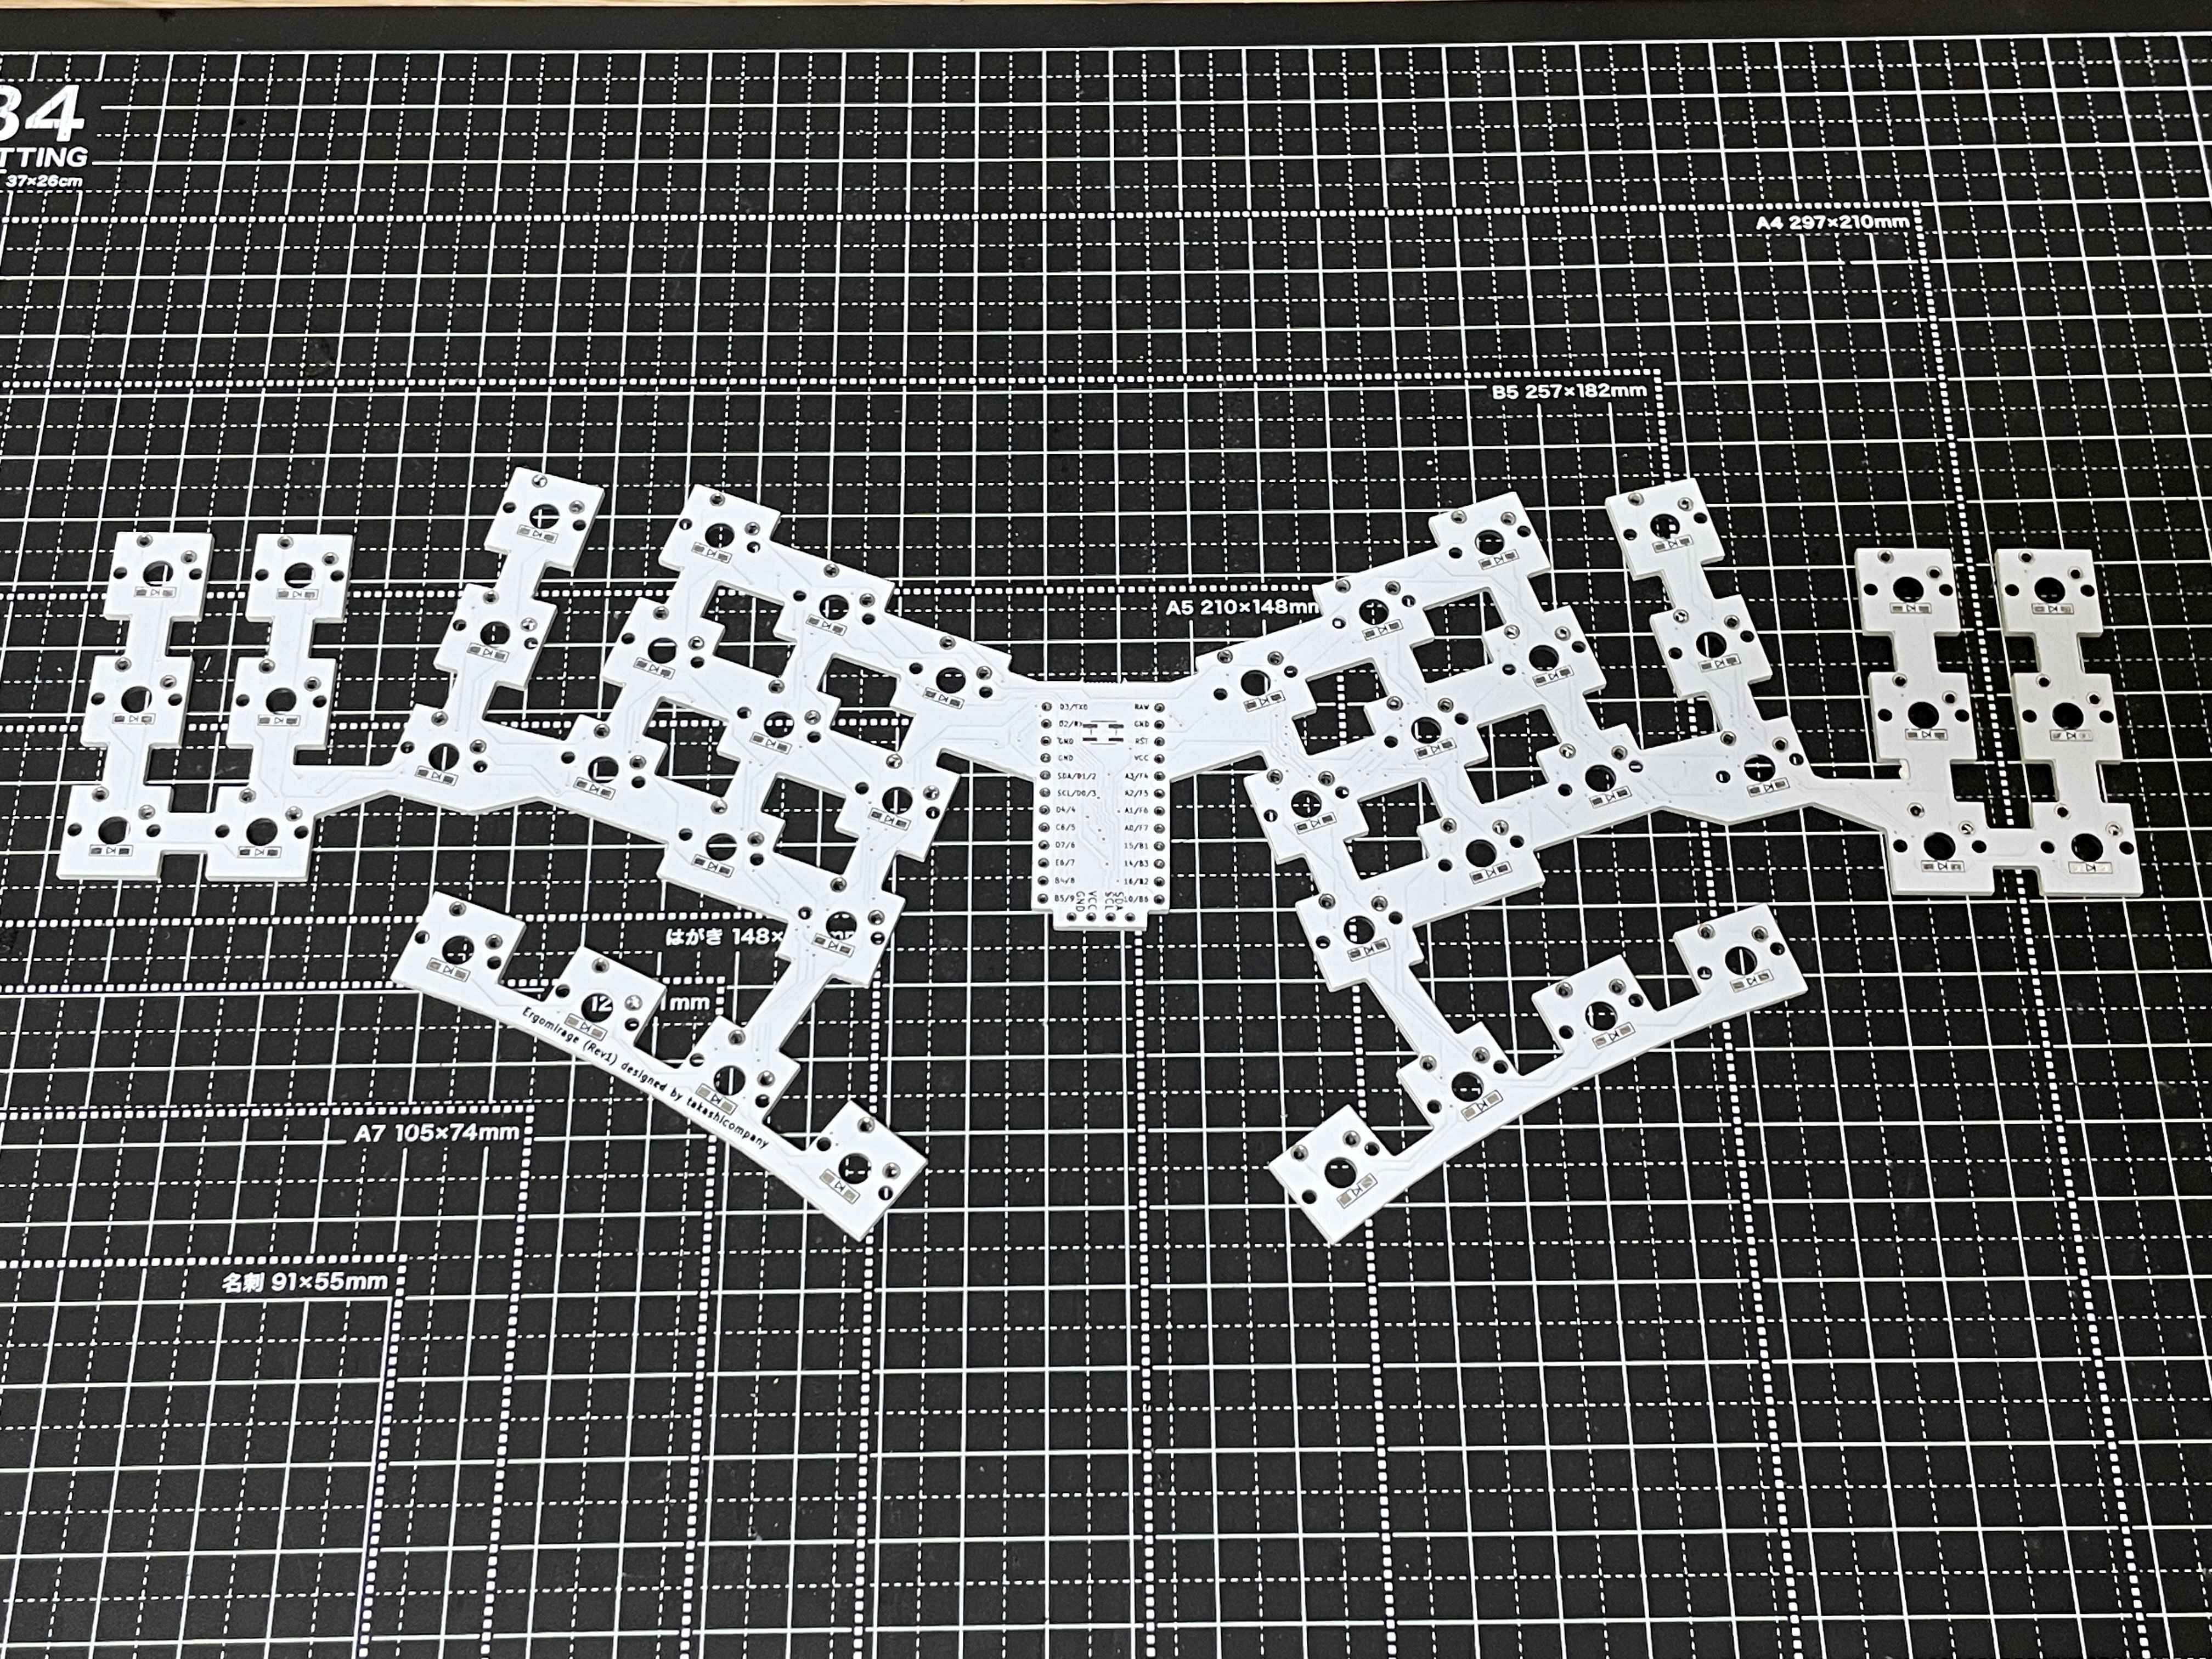 B4
TTING
37×26cm
A4 297×210mm
B5 257×182mm
A5 210×148mm
D3/TX0 RAW
GND
GND RST
GND VCC
SDA/D1/2 A3/F4
SCL/D0/3 A2/F5
D4/4 A1/F6
C6/5 A0/F7
D7/6 15/B1
E6/7 14/B3
B4/8 16/B2
B5/9 10/B6
GND VCC SCL SDA
はがき 148×
mm
Ergomirage (Rev1) designed by takashicompany
A7 105×74mm
名刺 91×55mm